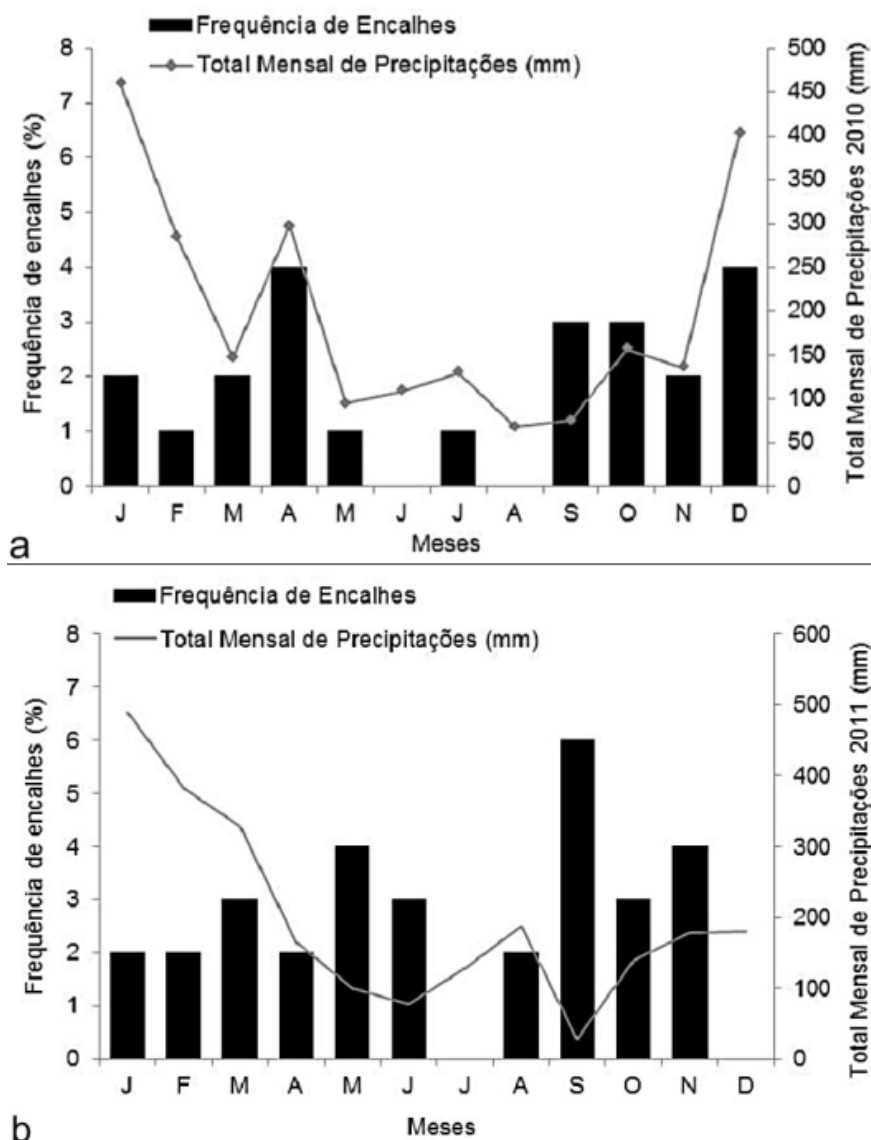 Frequência de Encalhes
Total Mensal de Precipitações (mm)
Frequência de encalhes (%)
8
7
6
5
4
3
2
1
0
500
450
400
350
300
250
200
150
100
50
0
Total Mensal de Precipitações 2010 (mm)
J F M A M J J A S O N D
Meses
a
Frequência de Encalhes
Total Mensal de Precipitações (mm)
Frequência de encalhes (%)
8
7
6
5
4
3
2
1
0
600
500
400
300
200
100
0
Total Mensal de Precipitações 2011 (mm)
J F M A M J J A S O N D
Meses
b